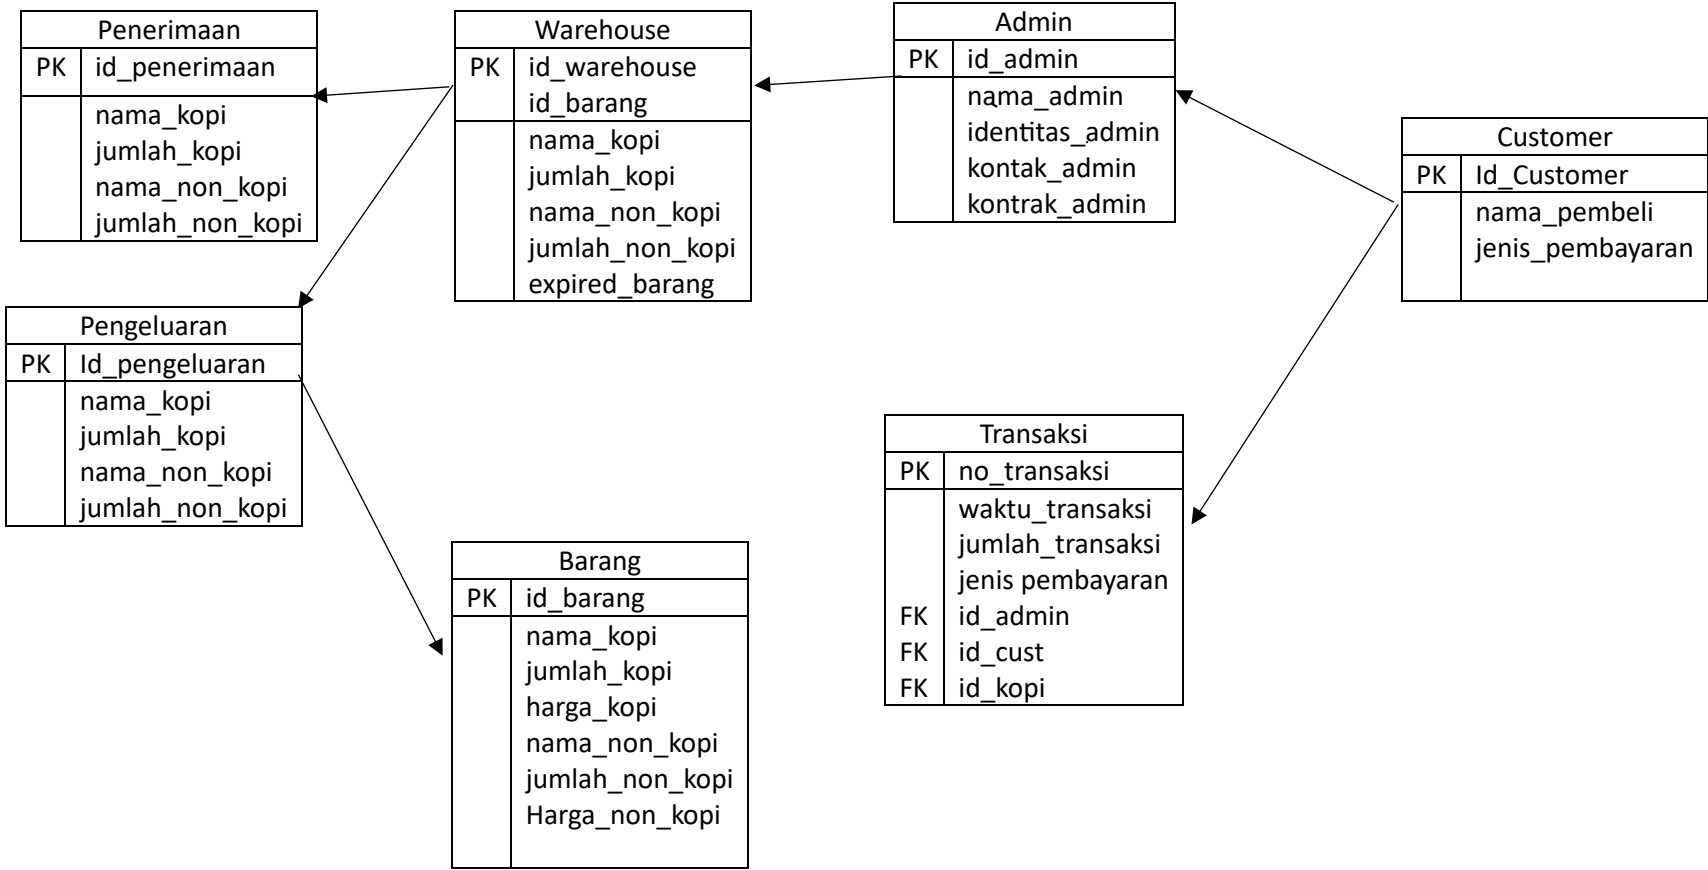 Penerimaan
PK id_penerimaan
nama_kopi
jumlah_kopi
nama_non_kopi
jumlah_non_kopi
Warehouse
PK id_warehouse
id_barang
nama_kopi
jumlah_kopi
nama_non_kopi
jumlah_non_kopi
expired_barang
Admin
PK id_admin
nama_admin
identitas_admin
kontak_admin
kontrak_admin
Customer
PK Id_Customer
nama_pembeli
jenis_pembayaran
Pengeluaran
PK Id_pengeluaran
nama_kopi
jumlah_kopi
nama_non_kopi
jumlah_non_kopi
Barang
PK id_barang
nama_kopi
jumlah_kopi
harga_kopi
nama_non_kopi
jumlah_non_kopi
Harga_non_kopi
Transaksi
PK no_transaksi
waktu_transaksi
jumlah_transaksi
jenis pembayaran
FK id_admin
FK id_cust
FK id_kopi